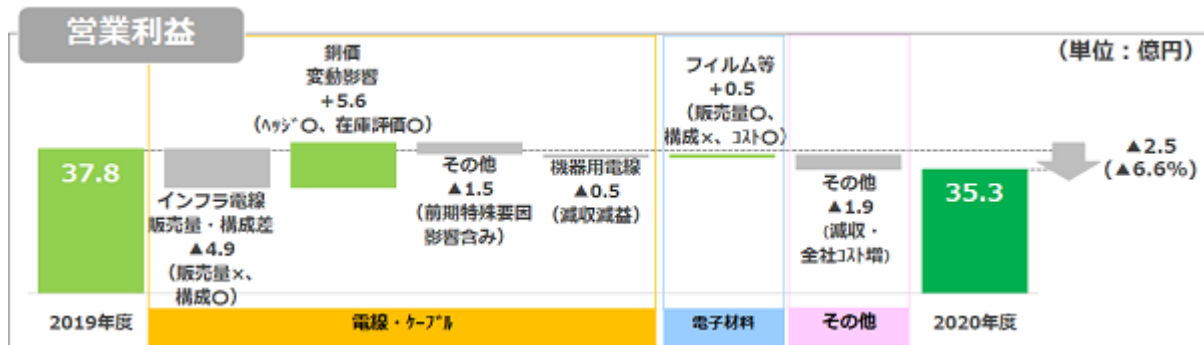 営業利益
(単位：億円)
銅価
変動影響
+5.6
(ﾍｯｼﾞ〇、在庫評価〇)
フィルム等
+0.5
(販売量〇、
構成×、ｺｽﾄ〇)
37.8
インフラ電線
販売量・構成差
▲4.9
(販売量×、
構成〇)
その他
▲1.5
(前期特殊要因
影響含み)
機器用電線
▲0.5
(減収減益)
その他
▲1.9
(減収・
全社ｺｽﾄ増)
35.3
▲2.5
(▲6.6%)
2019年度
電線・ｹｰﾌﾞﾙ
電子材料
その他
2020年度